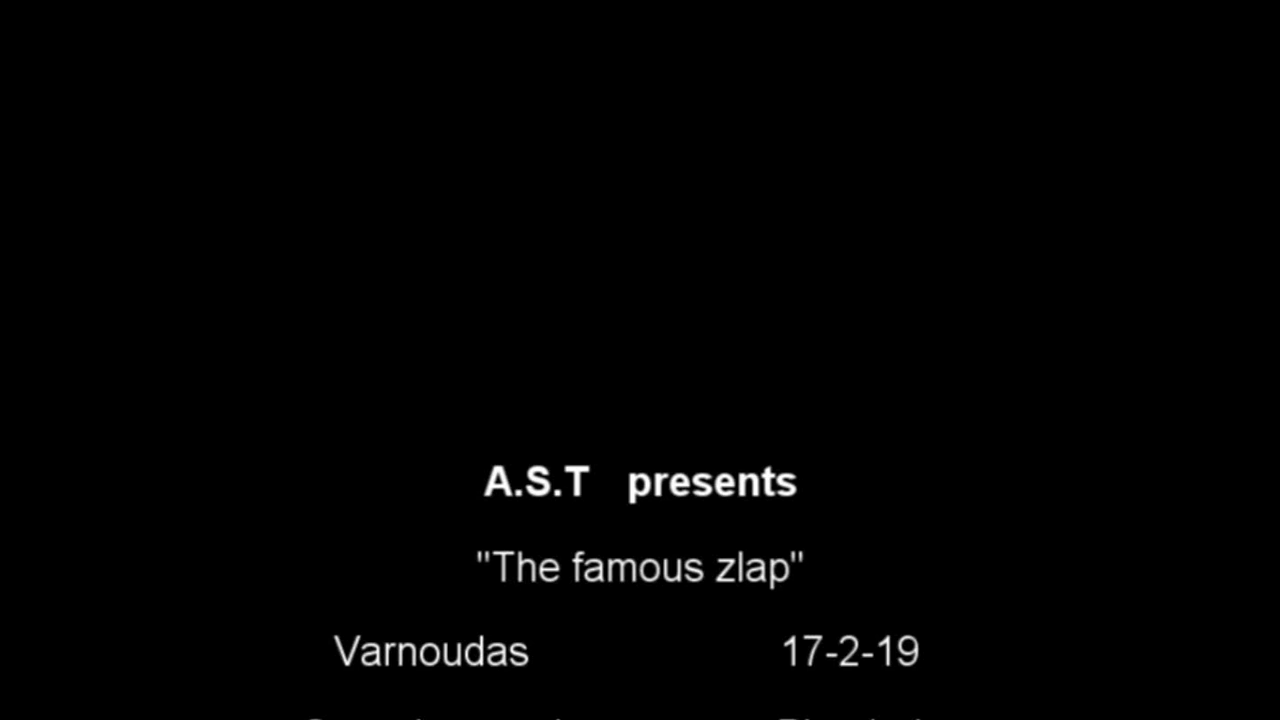 A.S.T presents
"The famous zlap"
Varnoudas 17-2-19